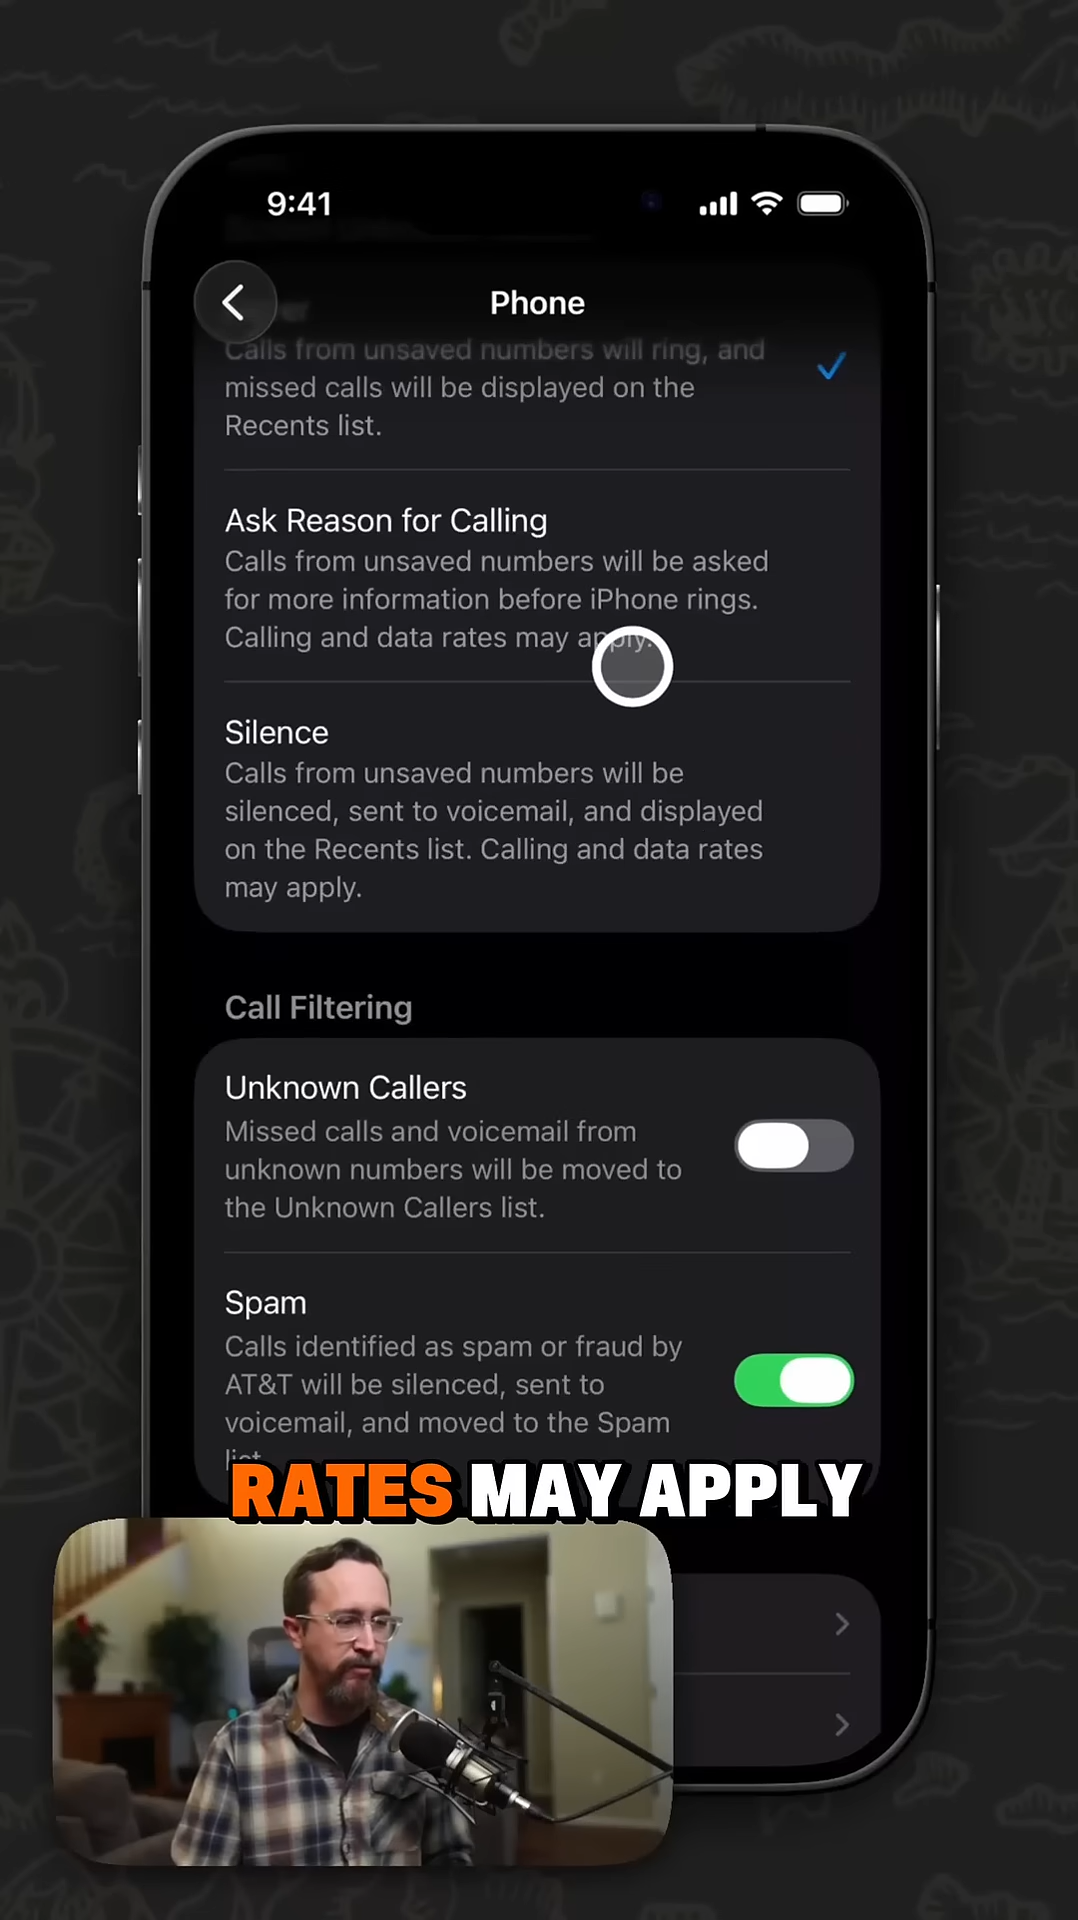 9:41
Phone
Calls from unsaved numbers will ring, and
missed calls will be displayed on the
Recents list.
Ask Reason for Calling
Calls from unsaved numbers will be asked
for more information before iPhone rings.
Calling and data rates may apply.
Silence
Calls from unsaved numbers will be
silenced, sent to voicemail, and displayed
on the Recents list. Calling and data rates
may apply.
Call Filtering
Unknown Callers
Missed calls and voicemail from
unknown numbers will be moved to
the Unknown Callers list.
Spam
Calls identified as spam or fraud by
AT&T will be silenced, sent to
voicemail, and moved to the Spam
list.
RATES MAY APPLY